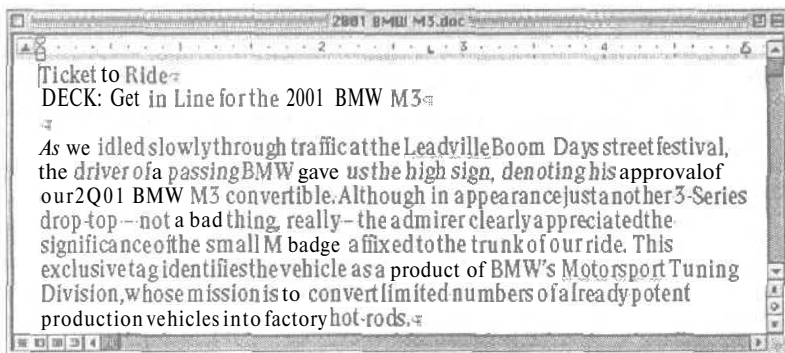 2001 BMW M3.doc
2 3 4 5
Ticket to Ride
DECK: Get in Line for the 2001 BMW M3
As we idled slowly through traffic at the Leadville Boom Days street festival,
the driver of a passing BMW gave us the high sign, denoting his approval of
our 2Q01 BMW M3 convertible. Although in appearance just another 3-Series
drop-top – not a bad thing, really – the admirer clearly appreciated the
significance of the small M badge affixed to the trunk of our ride. This
exclusive tag identifies the vehicle as a product of BMW's Motorsport Tuning
Division, whose mission is to convert limited numbers of already potent
production vehicles into factory hot-rods.